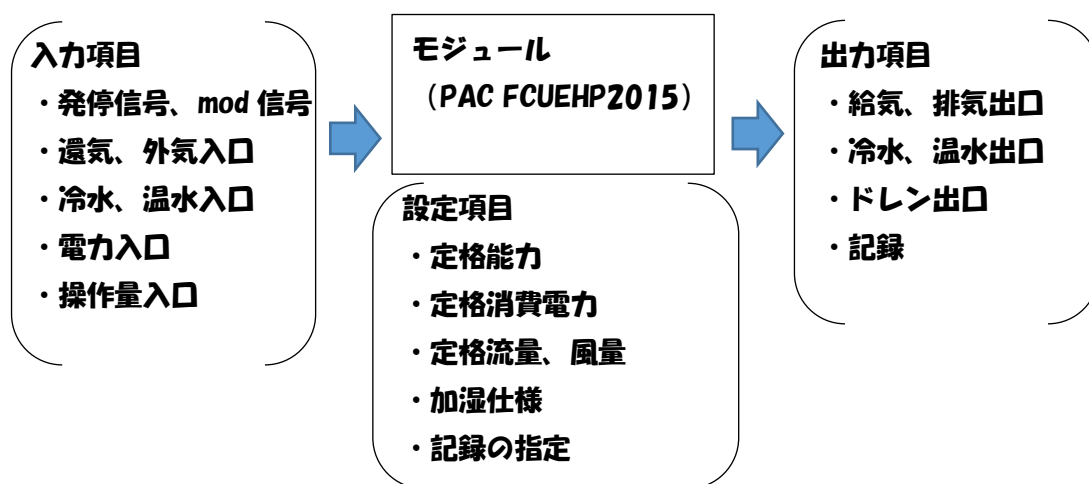 入力項目
・発停信号、mod 信号
・還気、外気入口
・冷水、温水入口
・電力入口
・操作量入口
モジュール
（PAC FCUEHP2015）
設定項目
・定格能力
・定格消費電力
・定格流量、風量
・加湿仕様
・記録の指定
出力項目
・給気、排気出口
・冷水、温水出口
・ドレン出口
・記録